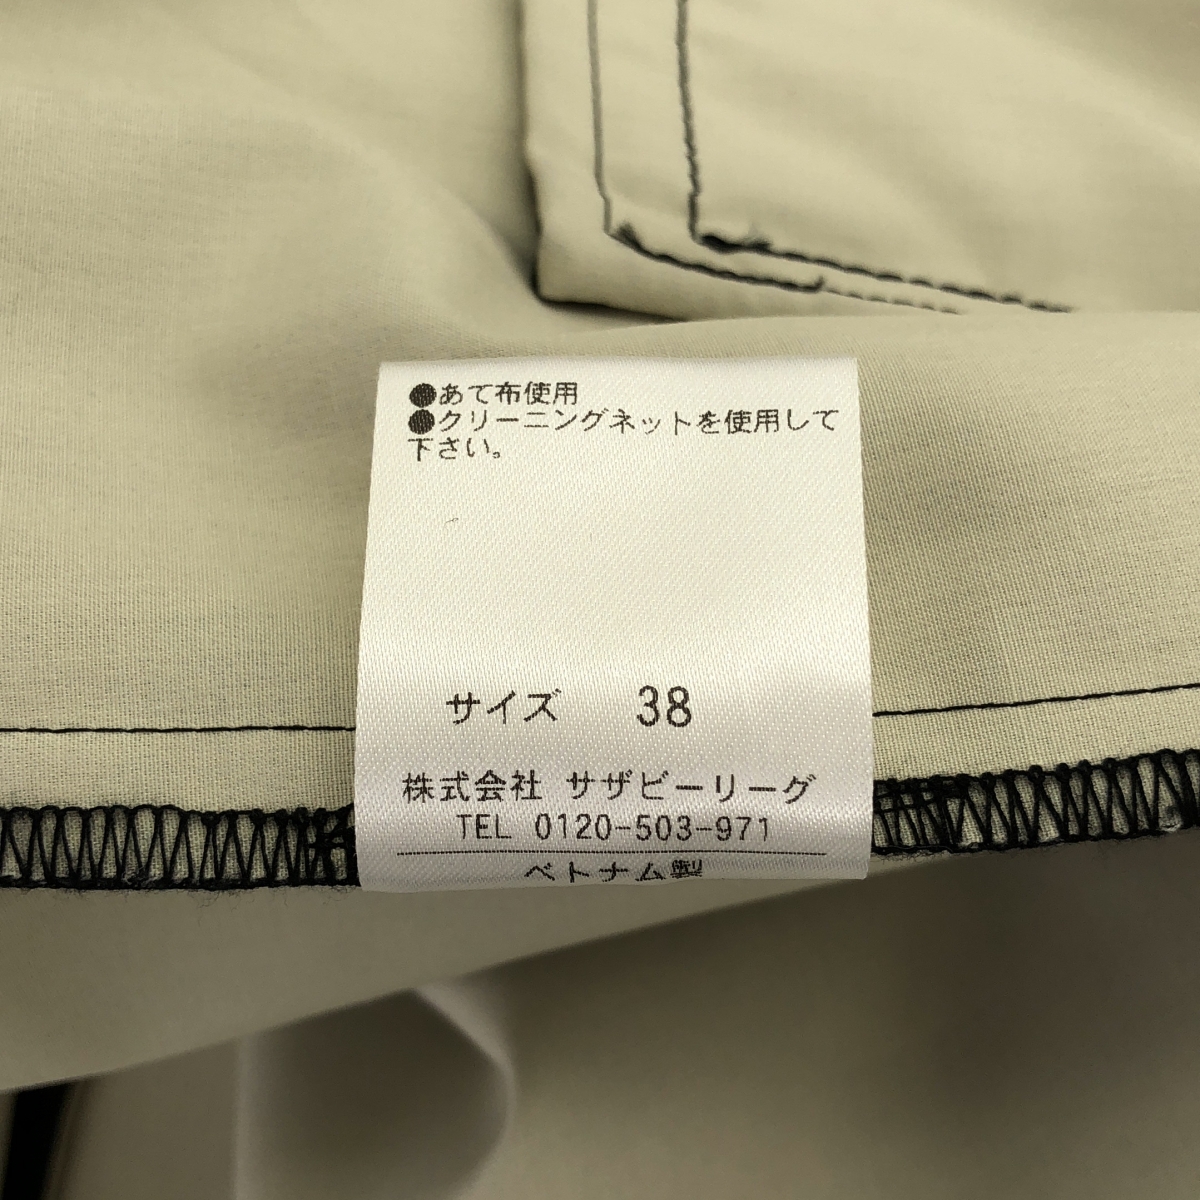 ●あて布使用
●クリーニングネットを使用して
下さい。
サイズ 38
株式会社 サザビーリーグ
TEL 0120-503-971
ベトナム製